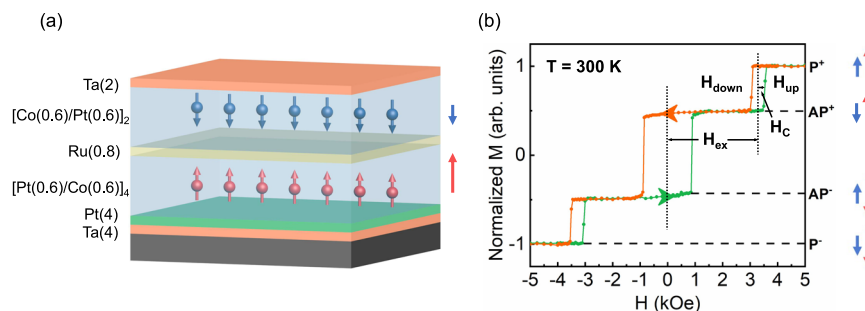 (a)
Ta(2)
[Co(0.6)/Pt(0.6)]2
Ru(0.8)
[Pt(0.6)/Co(0.6)]4
Pt(4)
Ta(4)
(b)
Normalized M (arb. units)
1
0
-1
T = 300 K
Hdown
Hup
HC
Hex
P+
AP+
AP-
P-
-5 -4 -3 -2 -1 0 1 2 3 4 5
H (kOe)